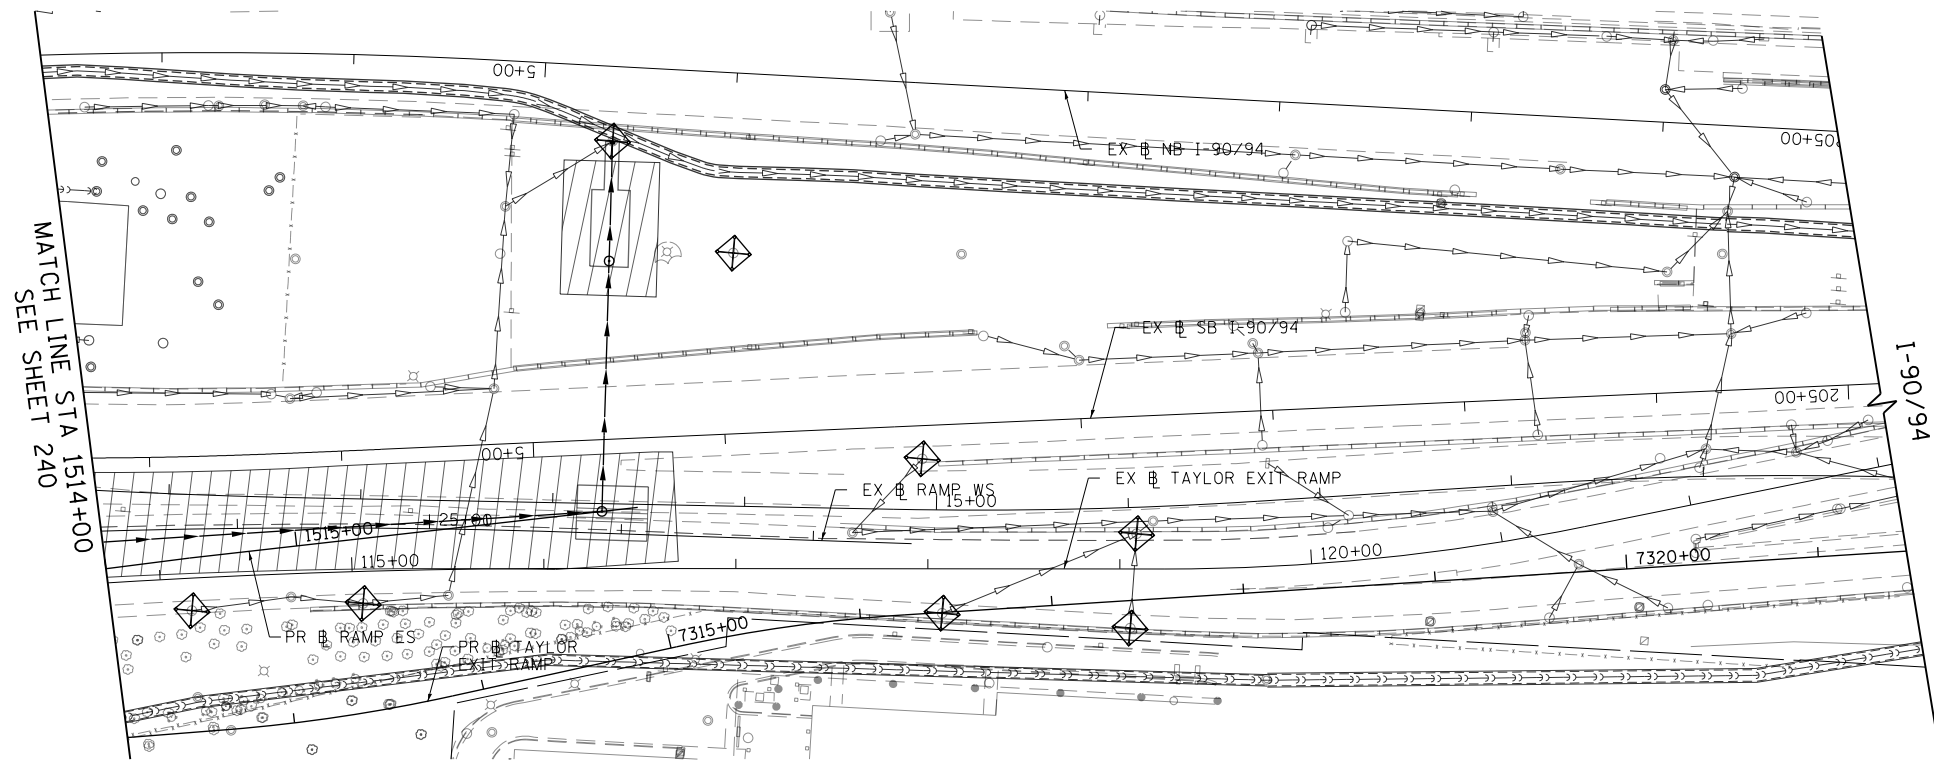 5+00
EX ⅊ NB I-90/94
205+00
MATCH LINE STA 1514+00
SEE SHEET 240
EX ⅊ SB I-90/94
I-90/94
205+00
5+00
EX ⅊ RAMP WS
EX ⅊ TAYLOR EXIT RAMP
15+00
1515+00
115+00
120+00
7320+00
PR ⅊ RAMP ES
7315+00
PR ⅊ TAYLOR
EXIT RAMP